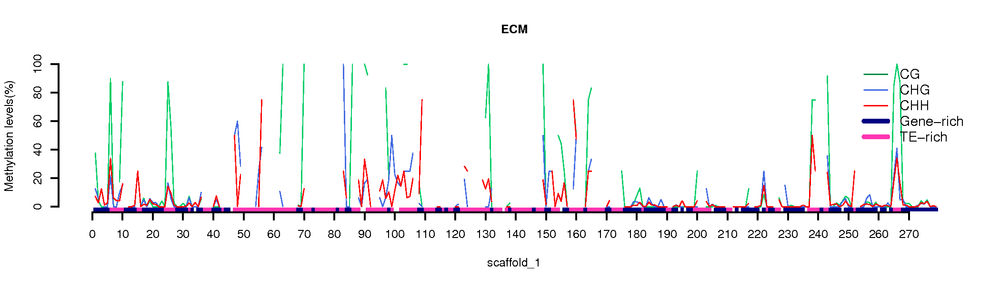 ECM
Methylation levels(%)
100
80
60
40
20
0
CG
CHG
CHH
Gene-rich
TE-rich
0 10 20 30 40 50 60 70 80 90 100 110 120 130 140 150 160 170 180 190 200 210 220 230 240 250 260 270
scaffold_1